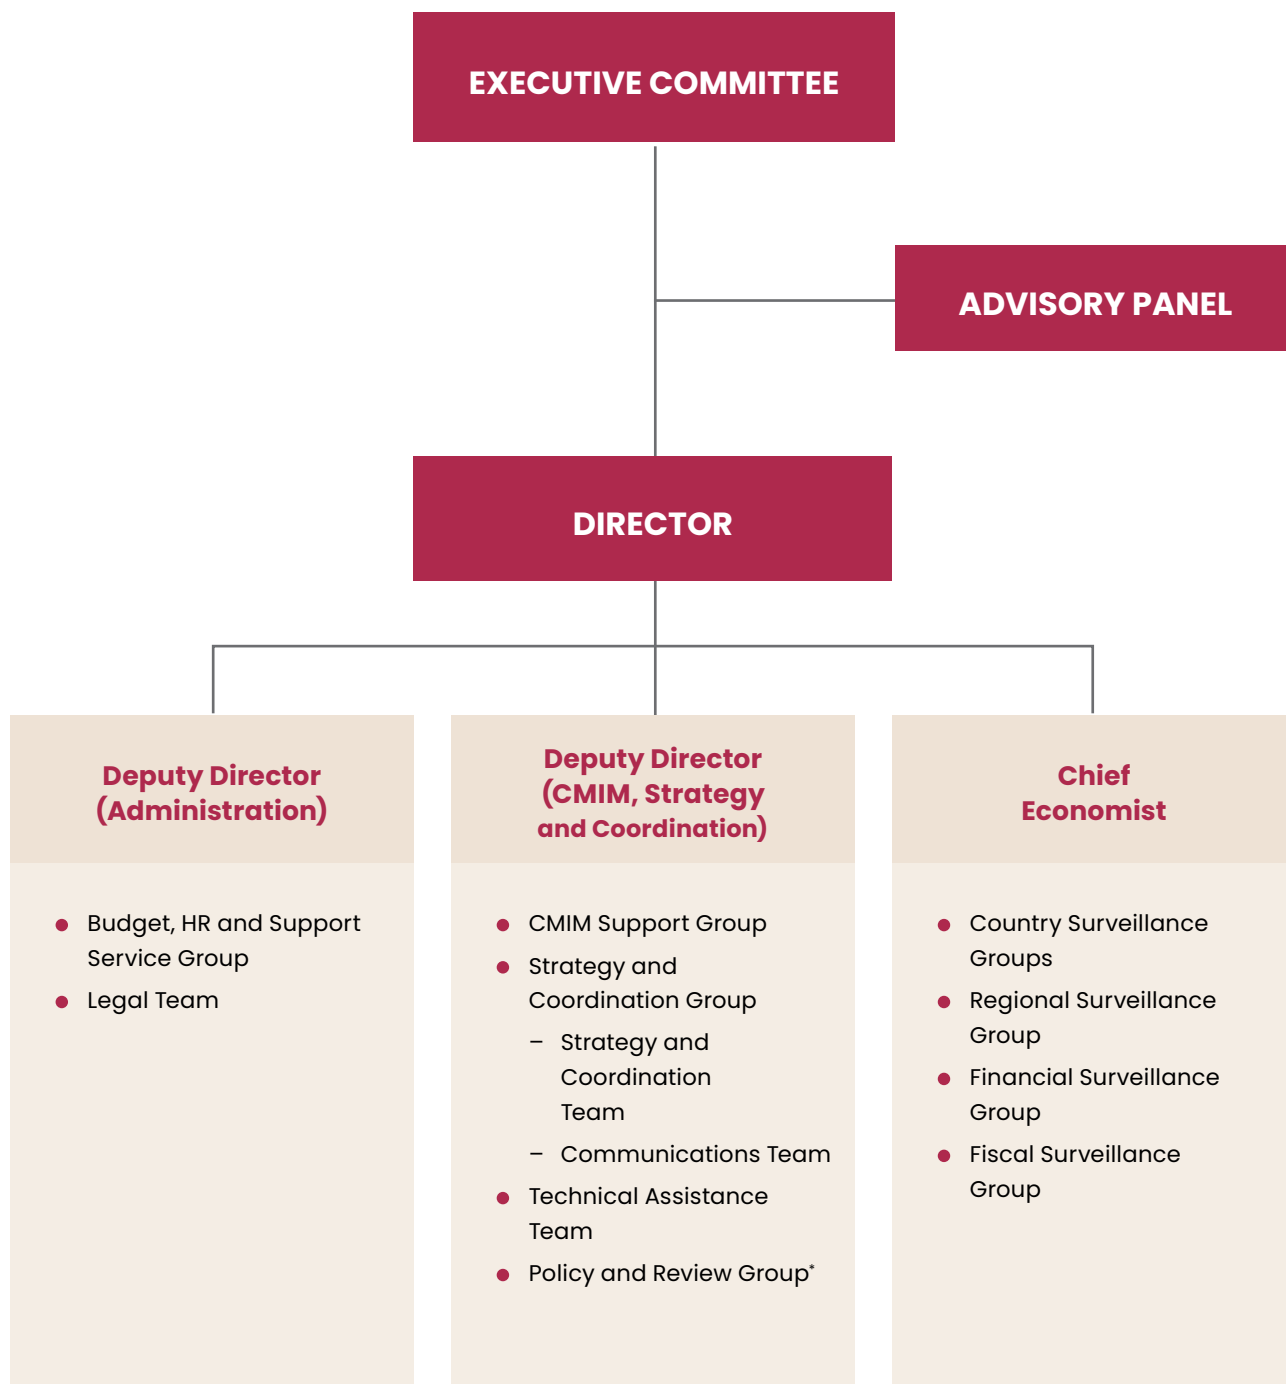 EXECUTIVE COMMITTEE
ADVISORY PANEL
DIRECTOR
Deputy Director
(Administration)
● Budget, HR and Support
Service Group
● Legal Team
Deputy Director
(CMIM, Strategy
and Coordination)
● CMIM Support Group
● Strategy and
Coordination Group
– Strategy and
Coordination
Team
– Communications Team
● Technical Assistance
Team
● Policy and Review Group*
Chief
Economist
● Country Surveillance
Groups
● Regional Surveillance
Group
● Financial Surveillance
Group
● Fiscal Surveillance
Group